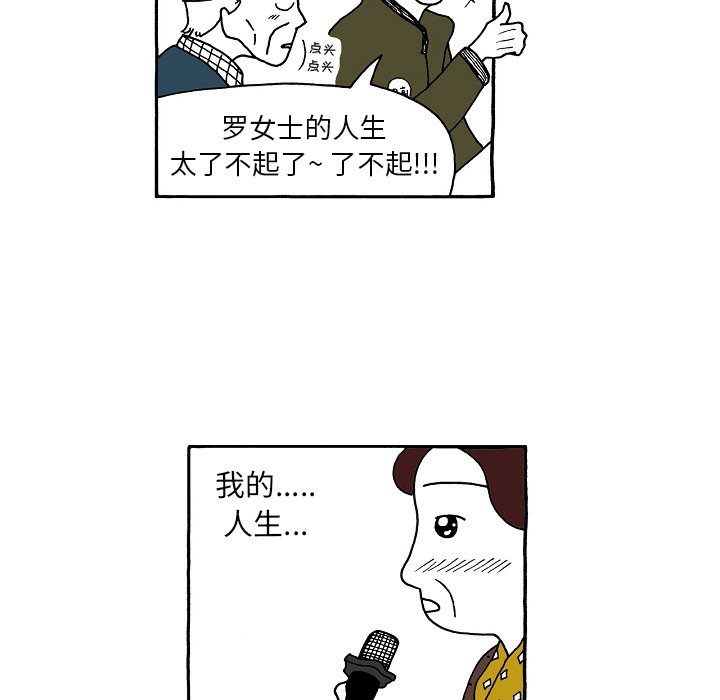 点头
点头
罗女士的人生
太了不起了~了不起!!!
我的.....
人生...